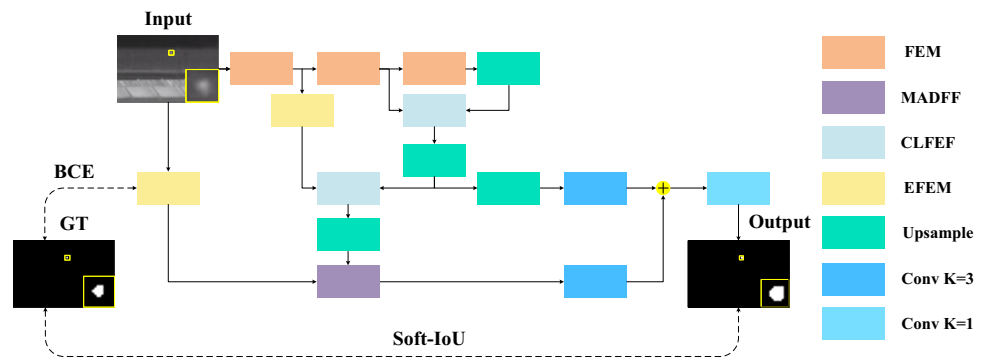 Input
FEM
MADFF
CLFEF
BCE
EFEM
GT
Output
Upsample
Conv K=3
Soft-IoU
Conv K=1